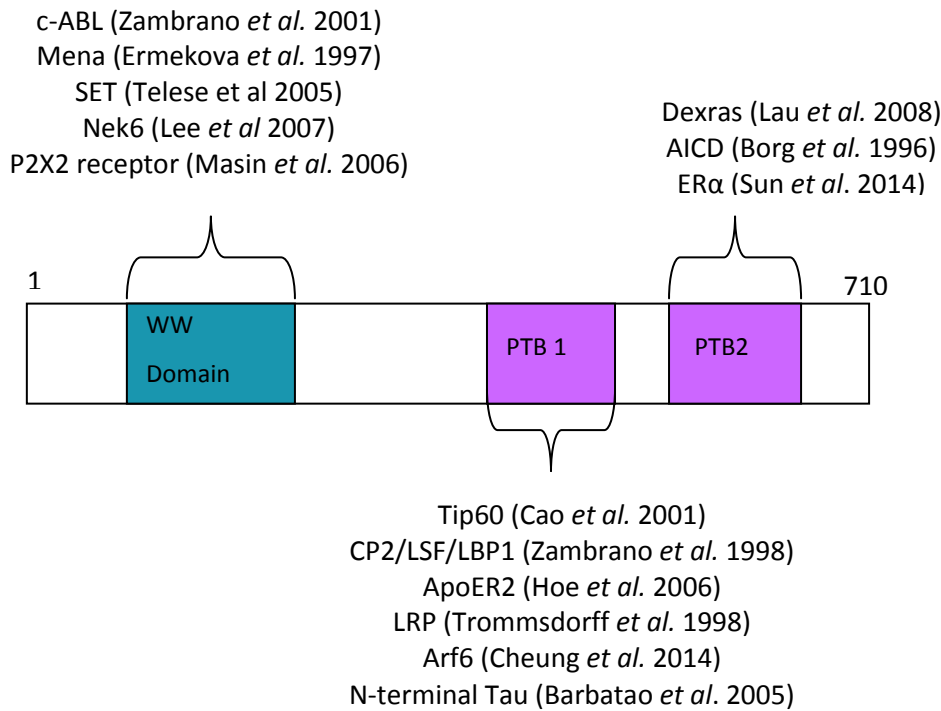 c-ABL (Zambrano et al. 2001)
Mena (Ermekova et al. 1997)
SET (Telese et al 2005)
Nek6 (Lee et al 2007)
P2X2 receptor (Masin et al. 2006)
Dexras (Lau et al. 2008)
AICD (Borg et al. 1996)
ERα (Sun et al. 2014)
1
710
WW
Domain
PTB 1
PTB2
Tip60 (Cao et al. 2001)
CP2/LSF/LBP1 (Zambrano et al. 1998)
ApoER2 (Hoe et al. 2006)
LRP (Trommsdorff et al. 1998)
Arf6 (Cheung et al. 2014)
N-terminal Tau (Barbatao et al. 2005)